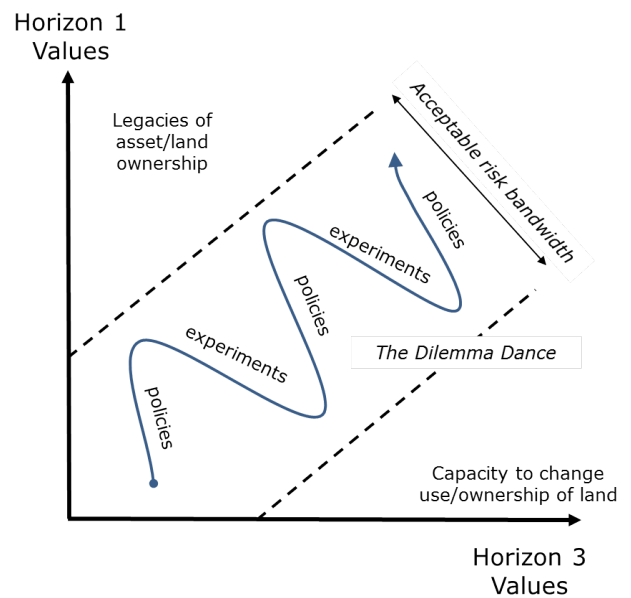 Horizon 1
Values
Legacies of
asset/land
ownership
Acceptable risk bandwidth
policies
experiments
policies
experiments
policies
The Dilemma Dance
Capacity to change
use/ownership of land
Horizon 3
Values